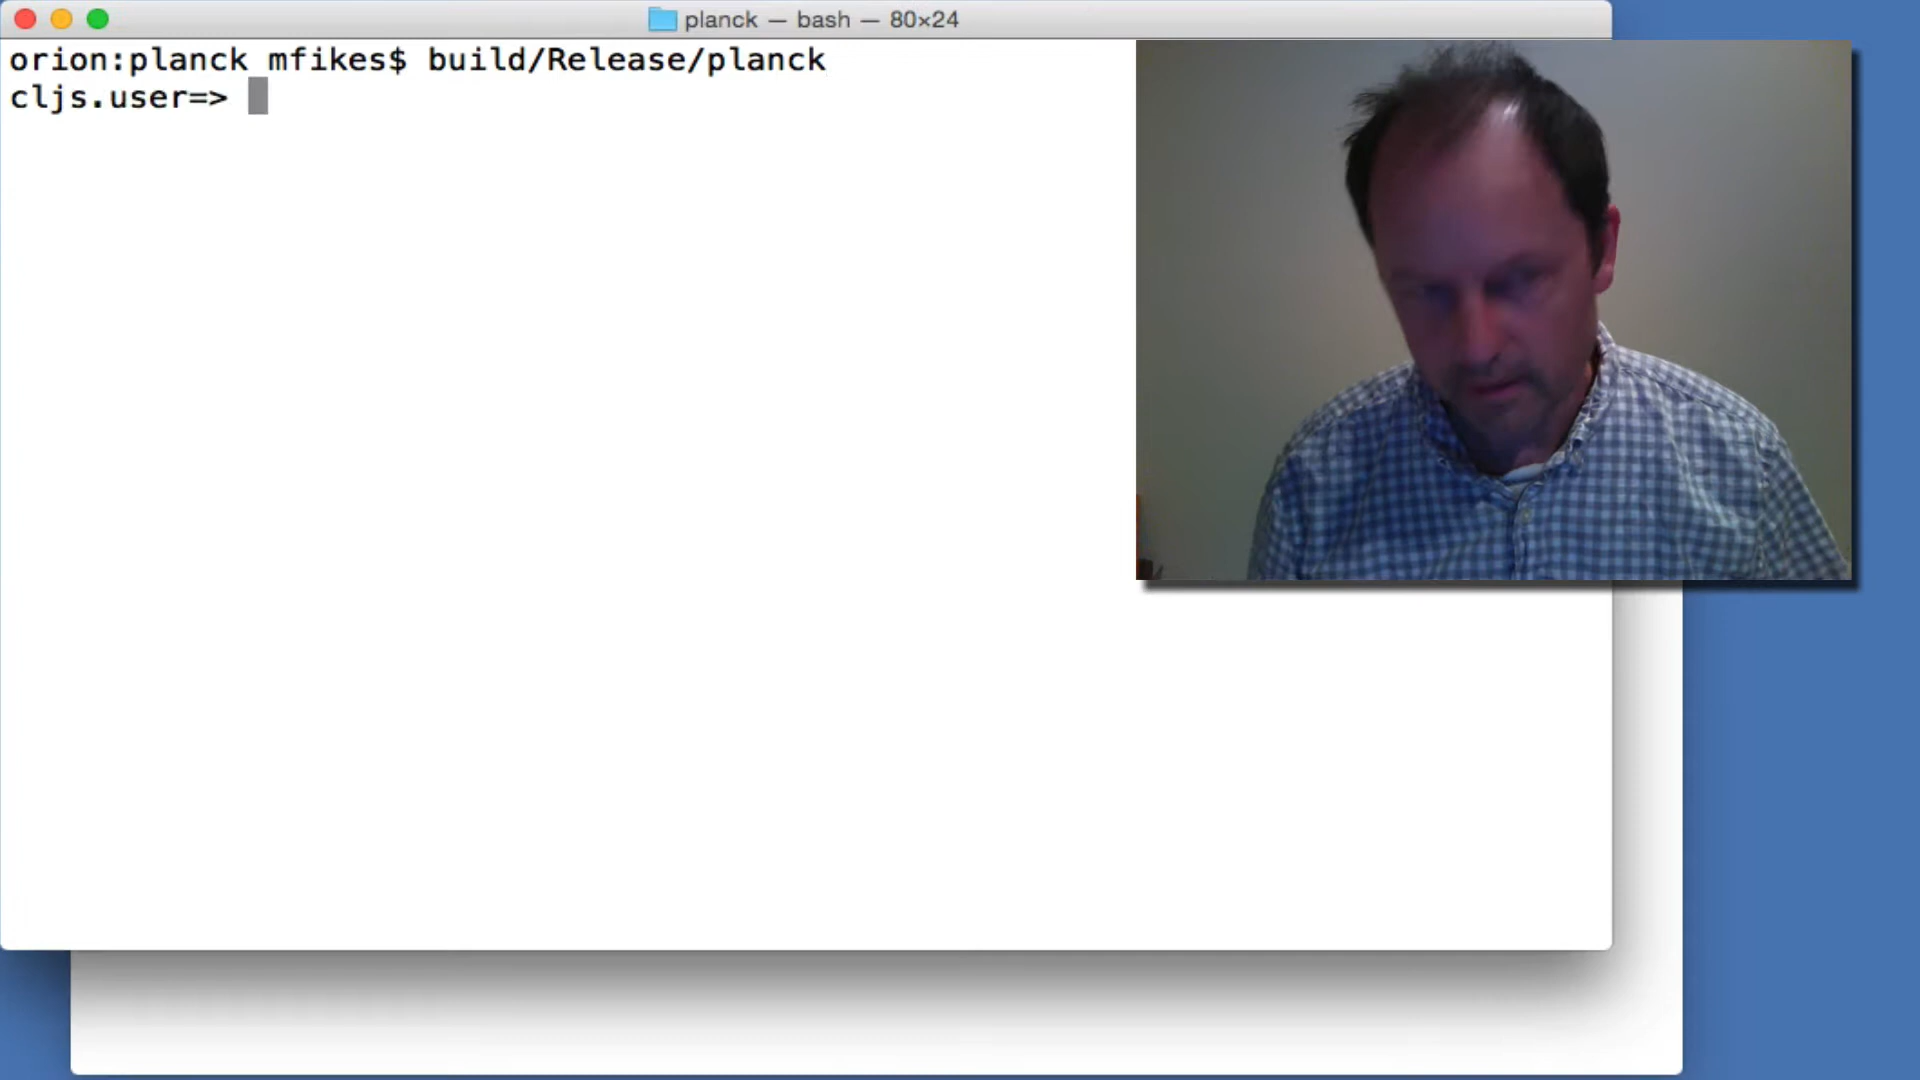 planck — bash — 80×24
orion:planck mfikes$ build/Release/planck
cljs.user=>